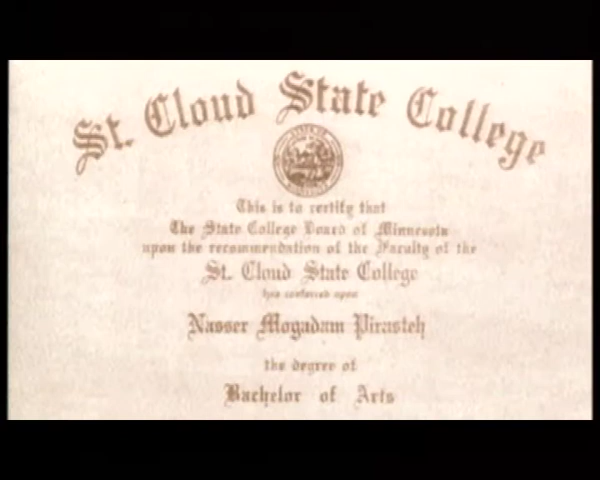 St. Cloud State College
This is to certify that
The State College Board of Minnesota
upon the recommendation of the Faculty of the
St. Cloud State College
has conferred upon
Nasser Mogadam Pirasteh
the degree of
Bachelor of Arts